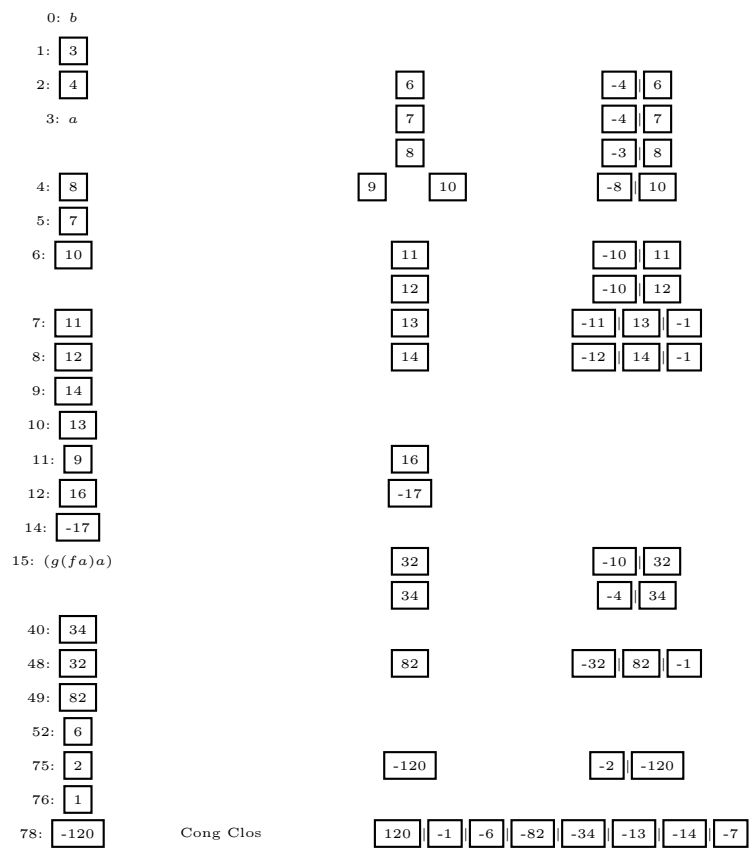 0: b
1: 3
2: 4 6 -4 | 6
3: a 7 -4 | 7
8 -3 | 8
4: 8 9 10 -8 | 10
5: 7
6: 10 11 -10 | 11
12 -10 | 12
7: 11 13 -11 | 13 | -1
8: 12 14 -12 | 14 | -1
9: 14
10: 13
11: 9 16
12: 16 -17
14: -17
15: (g(fa)a) 32 -10 | 32
34 -4 | 34
40: 34
48: 32 82 -32 | 82 | -1
49: 82
52: 6
75: 2 -120 -2 | -120
76: 1
78: -120 Cong Clos 120 | -1 | -6 | -82 | -34 | -13 | -14 | -7